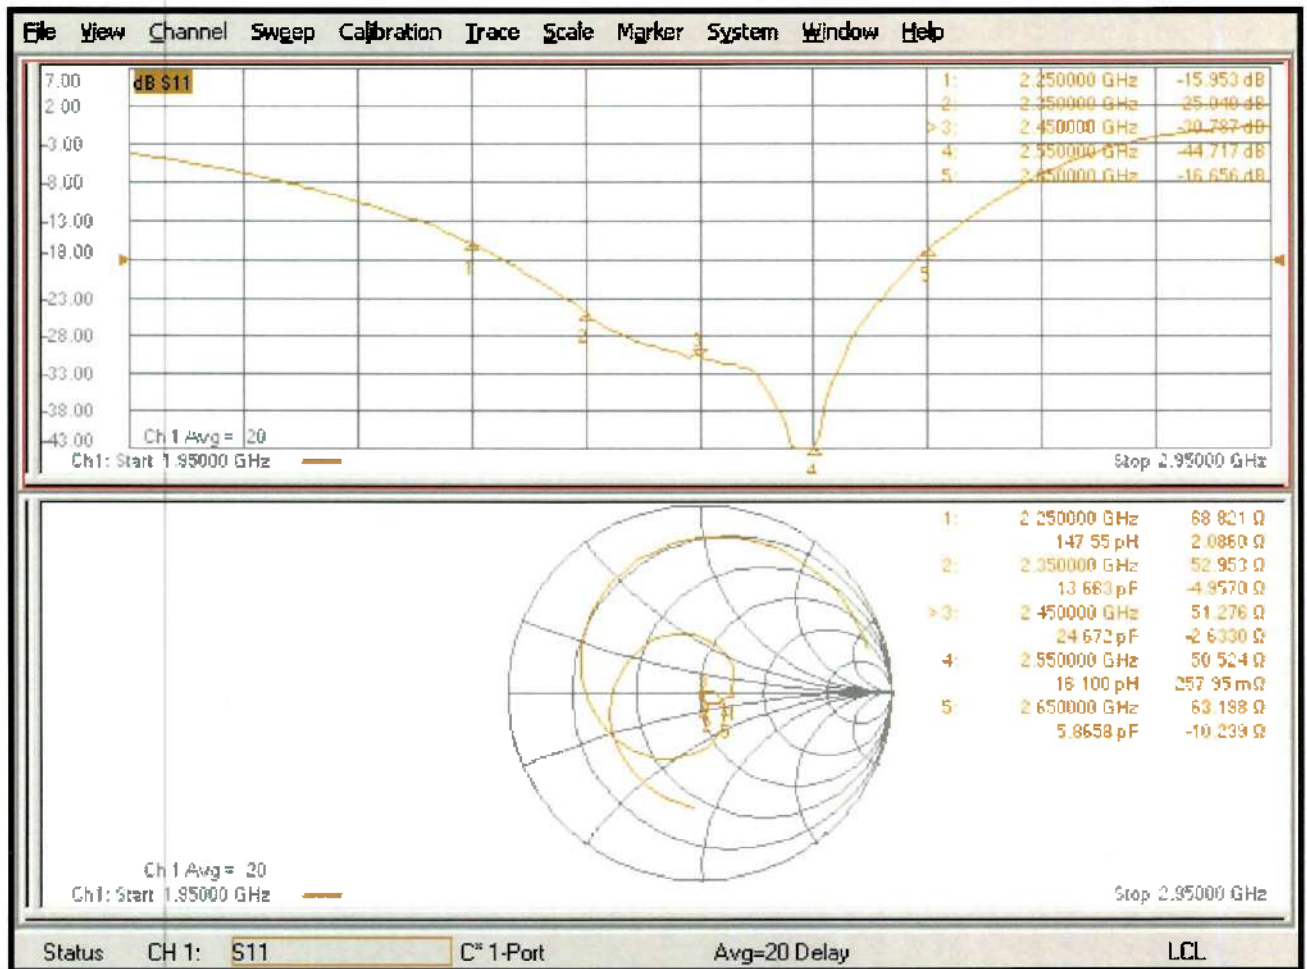 File View Channel Sweep Calibration Trace Scale Marker System Window Help
7.00
dB S11
2.00
-3.00
-8.00
-13.00
-18.00
-23.00
-28.00
-33.00
-38.00
-43.00
1: 2.250000 GHz -15.953 dB
2: 2.350000 GHz -25.040 dB
> 3: 2.450000 GHz -30.787 dB
4: 2.550000 GHz -44.717 dB
5: 2.650000 GHz -16.656 dB
1
2
3
4
5
Ch 1 Avg = 20
Ch1: Start 1.95000 GHz
Stop 2.95000 GHz
1: 2.250000 GHz 68.821 Ω
147.55 pH 2.0860 Ω
2: 2.350000 GHz 52.953 Ω
13.663 pF -4.9570 Ω
> 3: 2.450000 GHz 51.276 Ω
24.672 pF -2.6330 Ω
4: 2.550000 GHz 50.524 Ω
16.100 pH 257.95 mΩ
5: 2.650000 GHz 63.198 Ω
5.8658 pF -10.239 Ω
Ch 1 Avg = 20
Ch1: Start 1.95000 GHz
Stop 2.95000 GHz
Status CH 1: S11 C* 1-Port Avg=20 Delay LCL